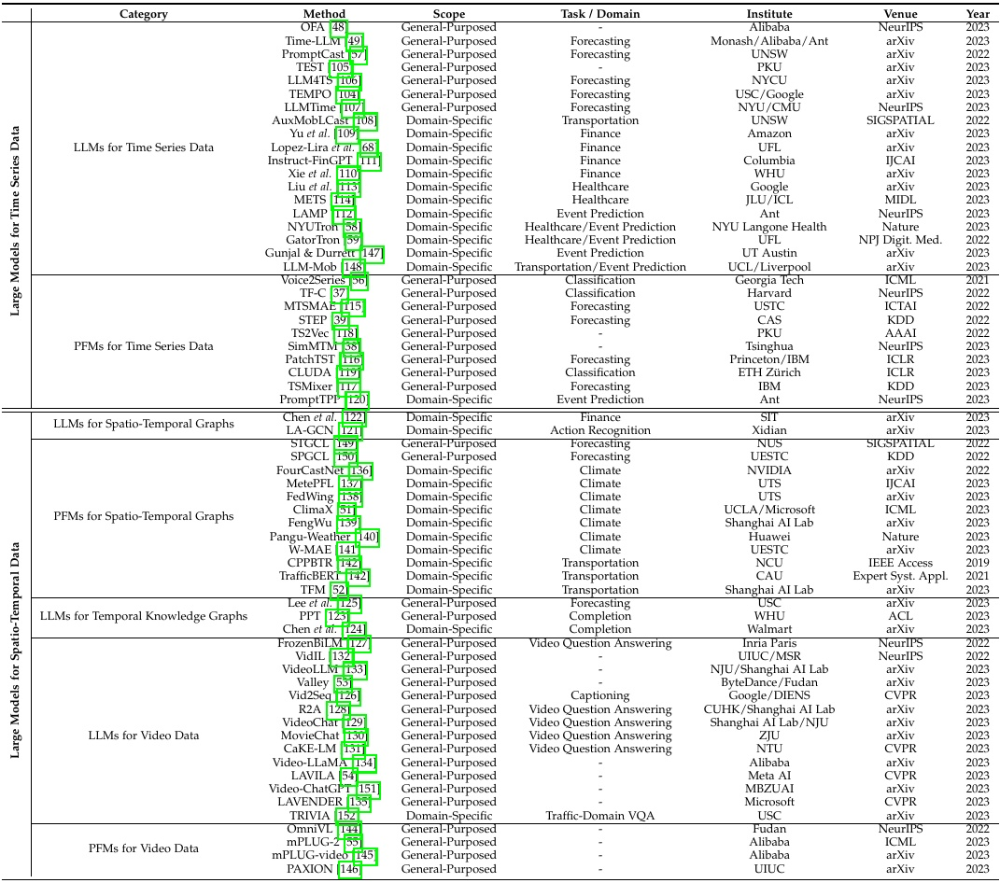 Category Method Scope Task / Domain Institute Venue Year
Large Models for Time Series Data
LLMs for Time Series Data
OFA [48] General-Purposed - Alibaba NeurIPS 2023
Time-LLM [49] General-Purposed Forecasting Monash/Alibaba/Ant arXiv 2023
PromptCast [57] General-Purposed Forecasting UNSW arXiv 2022
TEST [105] General-Purposed - PKU arXiv 2023
LLM4TS [106] General-Purposed Forecasting NYCU arXiv 2023
TEMPO [104] General-Purposed Forecasting USC/Google arXiv 2023
LLMTime [107] General-Purposed Forecasting NYU/CMU NeurIPS 2023
AuxMobLCast [108] Domain-Specific Transportation UNSW SIGSPATIAL 2022
Yu et al. [109] Domain-Specific Finance Amazon arXiv 2023
Lopez-Lira et al. [68] Domain-Specific Finance UFL arXiv 2023
Instruct-FinGPT [111] Domain-Specific Finance Columbia IJCAI 2023
Xie et al. [110] Domain-Specific Finance WHU arXiv 2023
Liu et al. [113] Domain-Specific Healthcare Google arXiv 2023
METS [114] Domain-Specific Healthcare JLU/ICL MIDL 2023
LAMP [112] Domain-Specific Event Prediction Ant NeurIPS 2023
NYUTron [58] Domain-Specific Healthcare/Event Prediction NYU Langone Health Nature 2023
GatorTron [59] Domain-Specific Healthcare/Event Prediction UFL NPJ Digit. Med. 2022
Gunjal & Durrett [147] Domain-Specific Event Prediction UT Austin arXiv 2023
LLM-Mob [148] Domain-Specific Transportation/Event Prediction UCL/Liverpool arXiv 2023
PFMs for Time Series Data
Voice2Series [56] General-Purposed Classification Georgia Tech ICML 2021
TF-C [37] General-Purposed Classification Harvard NeurIPS 2022
MTSMAE [115] General-Purposed Forecasting USTC ICTAI 2022
STEP [39] General-Purposed Forecasting CAS KDD 2022
TS2Vec [118] General-Purposed - PKU AAAI 2022
SimMTM [38] General-Purposed - Tsinghua NeurIPS 2023
PatchTST [116] General-Purposed Forecasting Princeton/IBM ICLR 2023
CLUDA [119] General-Purposed Classification ETH Zürich ICLR 2023
TSMixer [117] General-Purposed Forecasting IBM KDD 2023
PromptTPP [120] General-Purposed Event Prediction Ant NeurIPS 2023
Large Models for Spatio-Temporal Data
LLMs for Spatio-Temporal Graphs
Chen et al. [122] Domain-Specific Finance SIT arXiv 2023
LA-GCN [121] Domain-Specific Action Recognition Xidian arXiv 2023
PFMs for Spatio-Temporal Graphs
STGCL [149] General-Purposed Forecasting NUS SIGSPATIAL 2022
SPGCL [150] General-Purposed Forecasting UESTC KDD 2022
FourCastNet [136] Domain-Specific Climate NVIDIA arXiv 2022
MetePFL [137] Domain-Specific Climate UTS IJCAI 2023
FedWing [138] Domain-Specific Climate UTS arXiv 2023
ClimaX [51] Domain-Specific Climate UCLA/Microsoft ICML 2023
FengWu [139] Domain-Specific Climate Shanghai AI Lab arXiv 2023
Pangu-Weather [140] Domain-Specific Climate Huawei Nature 2023
W-MAE [141] Domain-Specific Climate UESTC arXiv 2023
CPPBTR [142] Domain-Specific Transportation NCU IEEE Access 2019
TrafficBERT [142] Domain-Specific Transportation CAU Expert Syst. Appl. 2021
TFM [52] Domain-Specific Transportation Shanghai AI Lab arXiv 2023
LLMs for Temporal Knowledge Graphs
Lee et al. [125] General-Purposed Forecasting USC arXiv 2023
PPT [123] General-Purposed Completion WHU ACL 2023
Chen et al. [124] Domain-Specific Completion Walmart arXiv 2023
LLMs for Video Data
FrozenBiLM [127] General-Purposed Video Question Answering Inria Paris NeurIPS 2022
VidIL [132] General-Purposed - UIUC/MSR NeurIPS 2022
VideoLLM [133] General-Purposed - NJU/Shanghai AI Lab arXiv 2023
Valley [53] General-Purposed - ByteDance/Fudan arXiv 2023
Vid2Seq [126] General-Purposed Captioning Google/DIENS CVPR 2023
R2A [128] General-Purposed Video Question Answering CUHK/Shanghai AI Lab arXiv 2023
VideoChat [129] General-Purposed Video Question Answering Shanghai AI Lab/NJU arXiv 2023
MovieChat [130] General-Purposed Video Question Answering ZJU arXiv 2023
CaKE-LM [131] General-Purposed Video Question Answering NTU CVPR 2023
Video-LLaMA [134] General-Purposed - Alibaba arXiv 2023
LAVILA [54] General-Purposed - Meta AI CVPR 2023
Video-ChatGPT [151] General-Purposed - MBZUAI arXiv 2023
LAVENDER [135] General-Purposed - Microsoft CVPR 2023
TRIVIA [152] Domain-Specific Traffic-Domain VQA USC arXiv 2023
PFMs for Video Data
OmniVL [144] General-Purposed - Fudan NeurIPS 2022
mPLUG-2 [55] General-Purposed - Alibaba ICML 2023
mPLUG-video [145] General-Purposed - Alibaba arXiv 2023
PAXION [146] General-Purposed - UIUC arXiv 2023